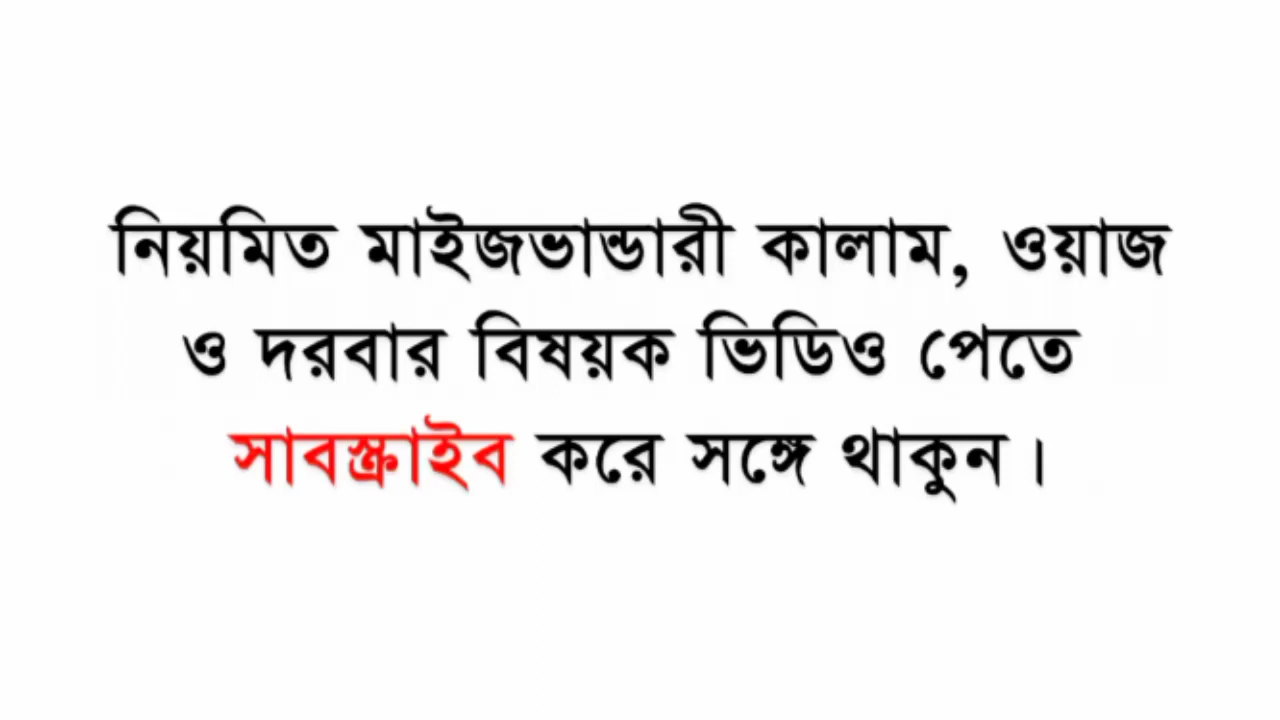 নিয়মিত মাইজভান্ডারী কালাম, ওয়াজ
ও দরবার বিষয়ক ভিডিও পেতে
সাবস্ক্রাইব করে সঙ্গে থাকুন।